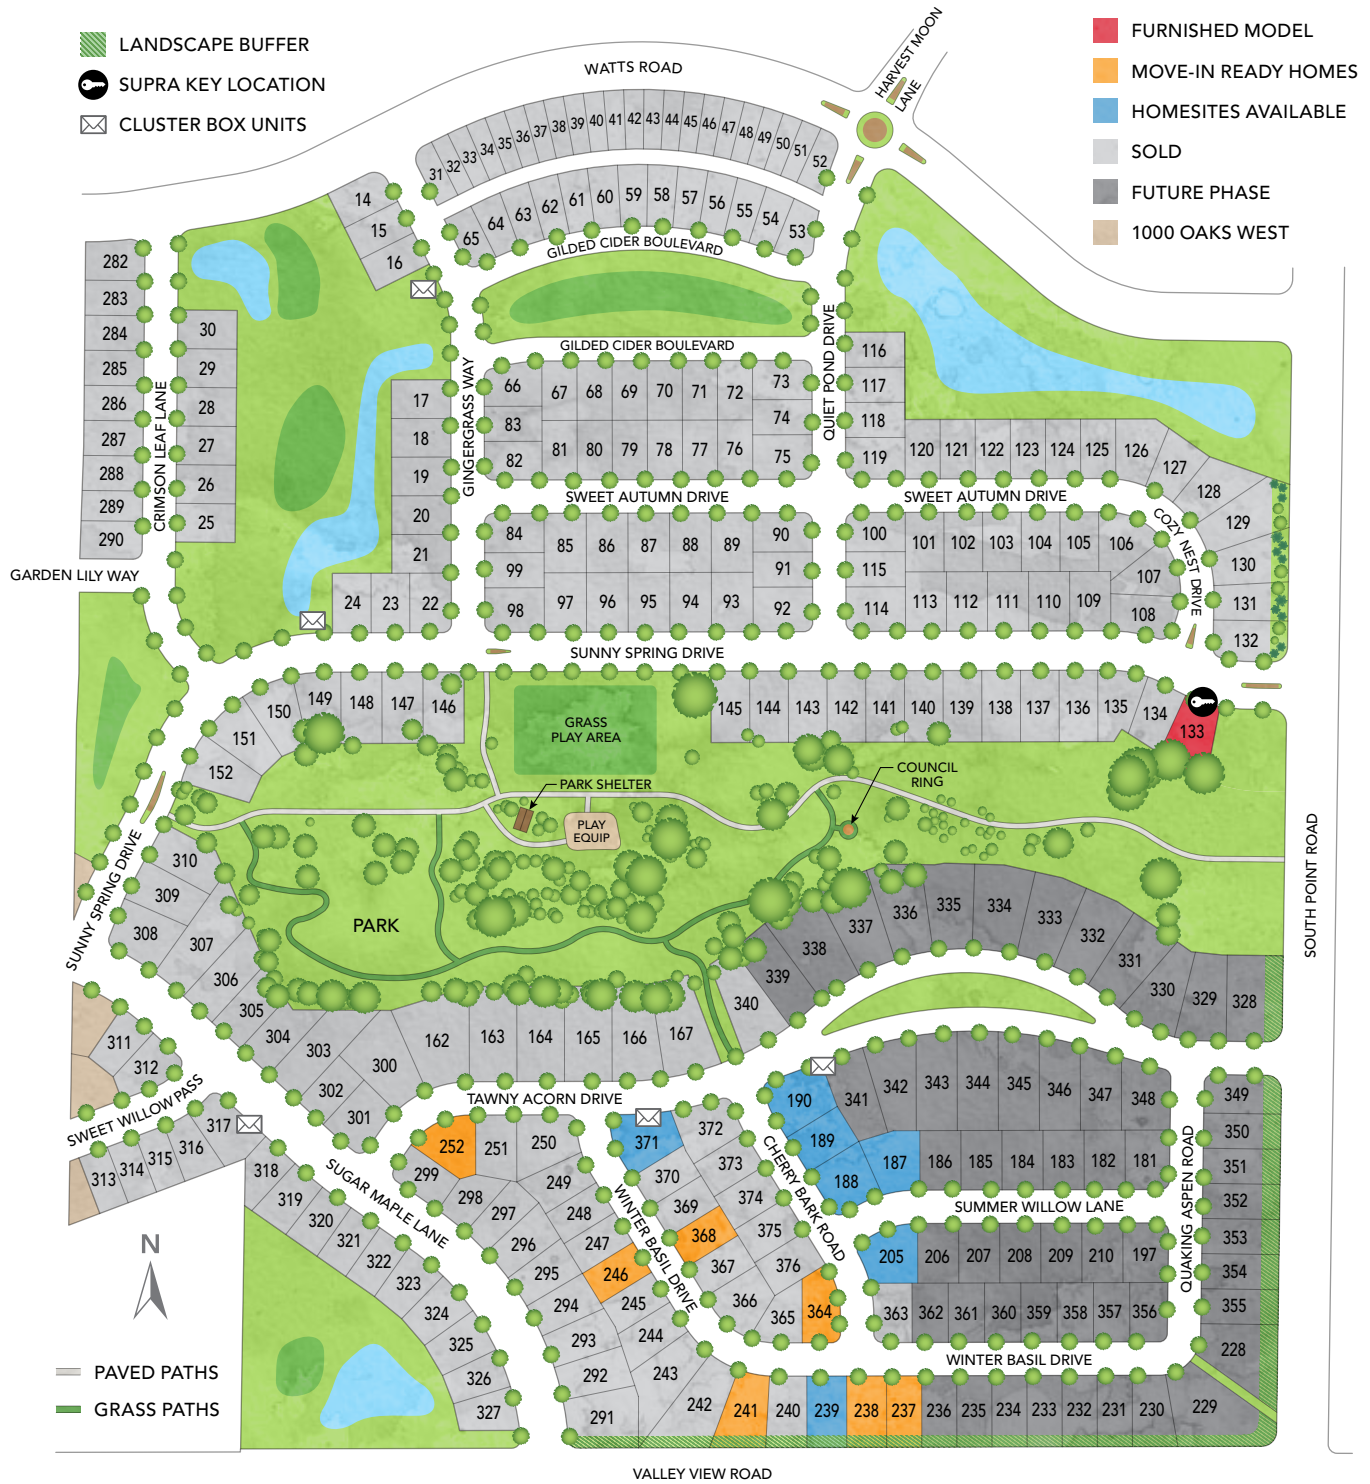 LANDSCAPE BUFFER
SUPRA KEY LOCATION
CLUSTER BOX UNITS
FURNISHED MODEL
MOVE-IN READY HOMES
HOMESITES AVAILABLE
SOLD
FUTURE PHASE
1000 OAKS WEST
WATTS ROAD
HARVEST MOON
LANE
31 32 33 34 35 36 37 38 39 40 41 42 43 44 45 46 47 48 49 50 51 52
65 64 63 62 61 60 59 58 57 56 55 54 53
GILDED CIDER BOULEVARD
14
15
16
282
283
284
285
286
287
288
289
290
CRIMSON LEAF LANE
30
29
28
27
26
25
GARDEN LILY WAY
17
18
19
20
21
24 23 22
GINGERGRASS WAY
GILDED CIDER BOULEVARD
QUIET POND DRIVE
66 67 68 69 70 71 72 73
83 74
82 81 80 79 78 77 76 75
116
117
118
119 120 121 122 123 124 125 126 127 128 129
130
131
132
SWEET AUTUMN DRIVE
SWEET AUTUMN DRIVE
COZY NEST DRIVE
84 85 86 87 88 89 90
99 91
98 97 96 95 94 93 92
100 101 102 103 104 105 106
115 107
114 113 112 111 110 109 108
SUNNY SPRING DRIVE
152 151 150 149 148 147 146
GRASS
PLAY AREA
145 144 143 142 141 140 139 138 137 136 135 134 133
PARK SHELTER
PLAY
EQUIP
COUNCIL
RING
PARK
SUNNY SPRING DRIVE
SOUTH POINT ROAD
310
309
308 307
306
305
304
303
302
301
300
162 163 164 165 166 167
340 339 338 337 336 335 334 333 332 331 330 329 328
311
312
SWEET WILLOW PASS
313 314 315 316 317
318
319
320
321
322
323
324
325
326
327
TAWNY ACORN DRIVE
SUGAR MAPLE LANE
252 251 250
299 249
298 248
297 247
296 246
295 245
294 244
293 243
292 242
291
WINTER BASIL DRIVE
371 372
370 373
369 374
368 375
367 376
366 365 364
CHERRY BARK ROAD
190 341 342 343 344 345 346 347 348
189
188 187 186 185 184 183 182 181
SUMMER WILLOW LANE
QUAKING ASPEN ROAD
205 206 207 208 209 210 197
363 362 361 360 359 358 357 356
349
350
351
352
353
354
355
228
229
WINTER BASIL DRIVE
241 240 239 238 237 236 235 234 233 232 231 230
N
PAVED PATHS
GRASS PATHS
VALLEY VIEW ROAD